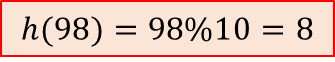 h(98) = 98%10 = 8